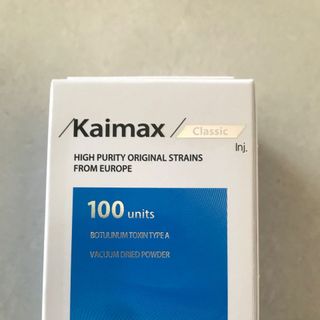 Kaimax Classic
Inj.
HIGH PURITY ORIGINAL STRAINS
FROM EUROPE
100 units
BOTULINUM TOXIN TYPE A
VACUUM DRIED POWDER